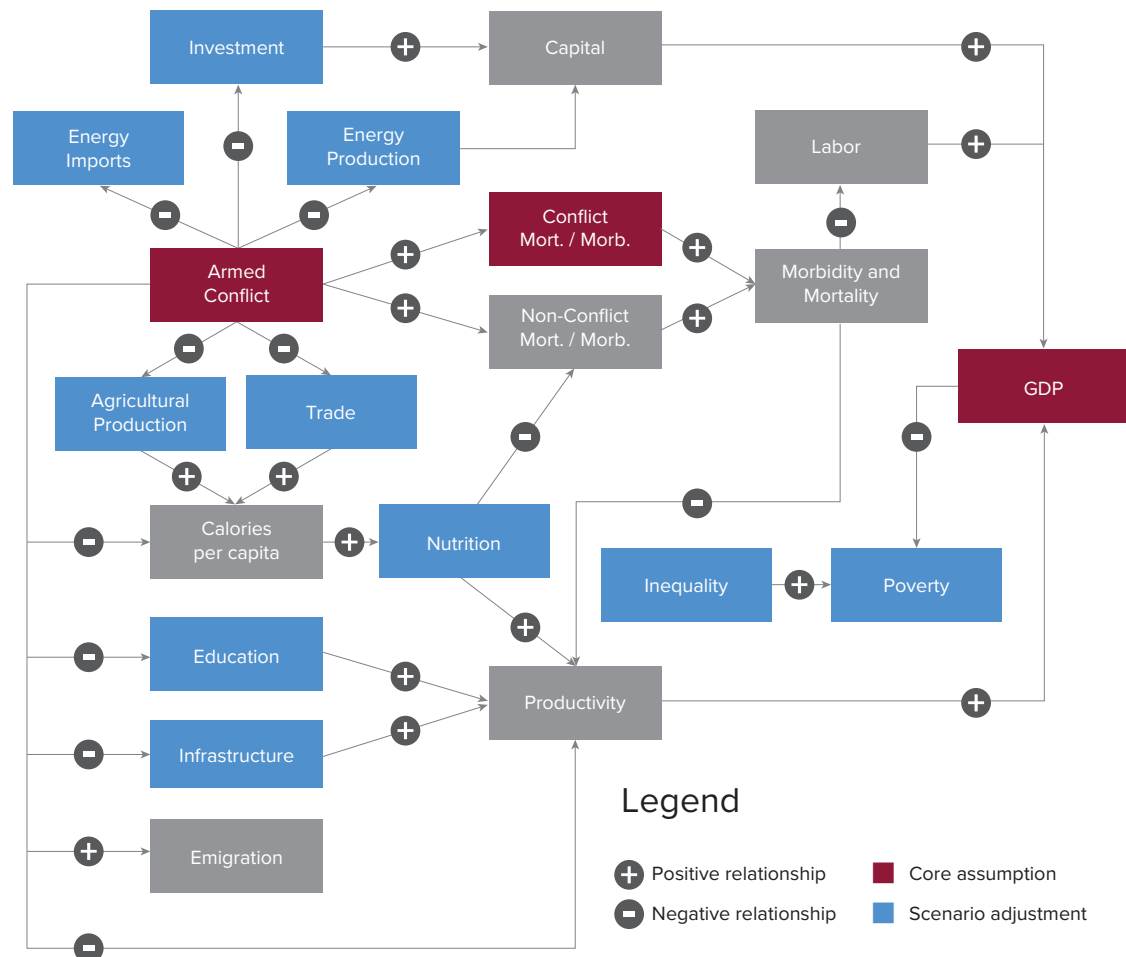 Investment
Capital
Energy
Imports
Energy
Production
Labor
Conflict
Mort. / Morb.
Armed
Conflict
Morbidity and
Mortality
Non-Conflict
Mort. / Morb.
GDP
Agricultural
Production
Trade
Calories
per capita
Nutrition
Inequality
Poverty
Education
Productivity
Infrastructure
Emigration
Legend
Positive relationship
Core assumption
Negative relationship
Scenario adjustment